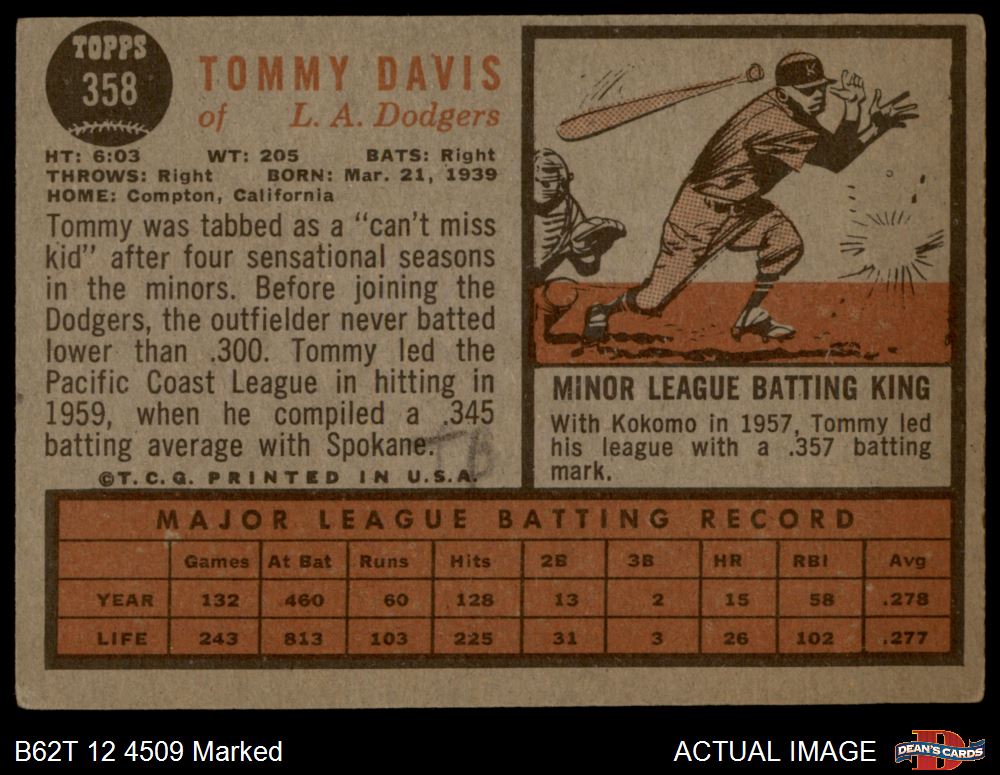 TOPPS
358
TOMMY DAVIS
of L. A. Dodgers
HT: 6:03 WT: 205 BATS: Right
THROWS: Right BORN: Mar. 21, 1939
HOME: Compton, California
Tommy was tabbed as a "can't miss
kid" after four sensational seasons
in the minors. Before joining the
Dodgers, the outfielder never batted
lower than .300. Tommy led the
Pacific Coast League in hitting in
1959, when he compiled a .345
batting average with Spokane.
©T.C.G. PRINTED IN U.S.A.
K
MINOR LEAGUE BATTING KING
With Kokomo in 1957, Tommy led
his league with a .357 batting
mark.
MAJOR LEAGUE BATTING RECORD
Games At Bat Runs Hits 2B 3B HR RBI Avg
YEAR 132 460 60 128 13 2 15 58 .278
LIFE 243 813 103 225 31 3 26 102 .277
B62T 12 4509 Marked
ACTUAL IMAGE
D
DEAN'S CARDS